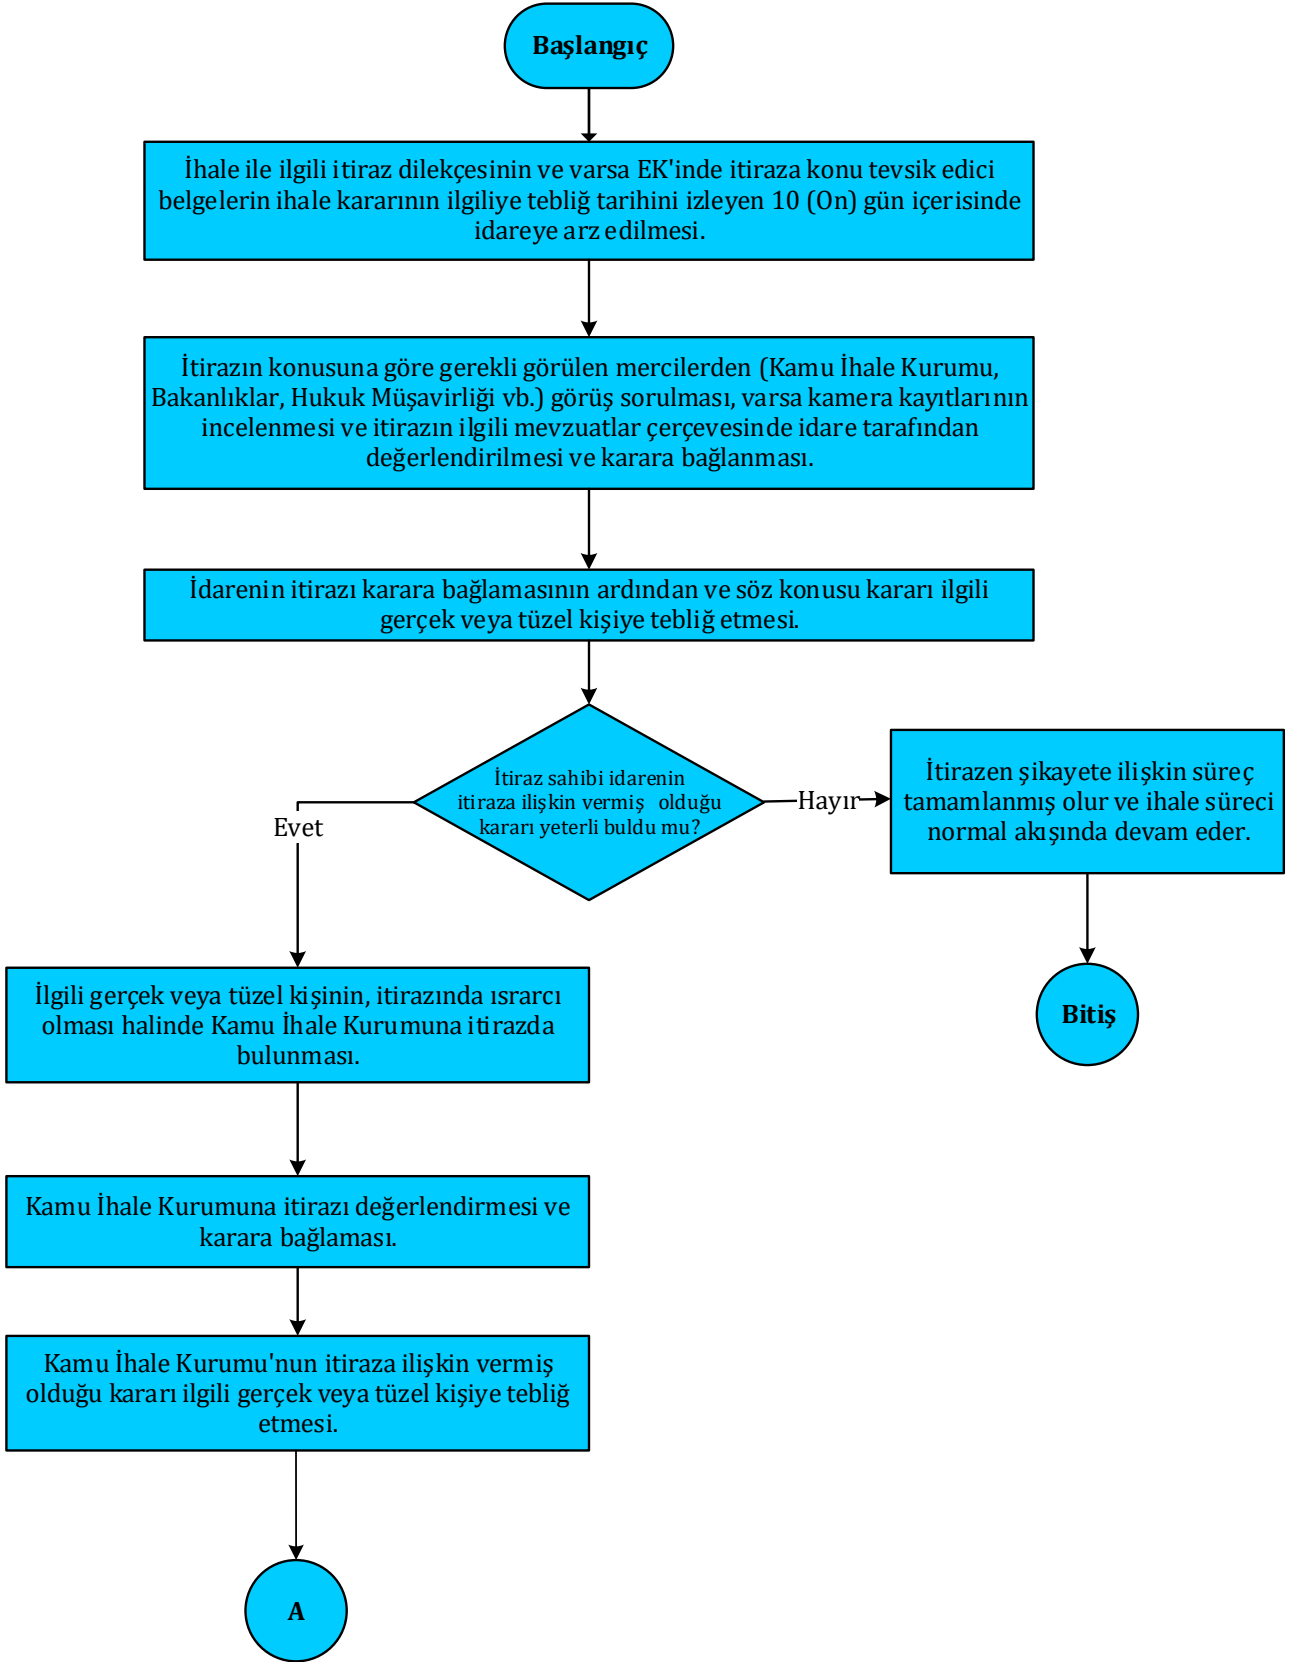 Başlangıç
İhale ile ilgili itiraz dilekçesinin ve varsa EK'inde itiraza konu tevsik edici
belgelerin ihale kararının ilgiliye tebliğ tarihini izleyen 10 (On) gün içerisinde
idareye arz edilmesi.
İtirazın konusuna göre gerekli görülen mercilerden (Kamu İhale Kurumu,
Bakanlıklar, Hukuk Müşavirliği vb.) görüş sorulması, varsa kamera kayıtlarının
incelenmesi ve itirazın ilgili mevzuatlar çerçevesinde idare tarafından
değerlendirilmesi ve karara bağlanması.
İdarenin itirazı karara bağlamasının ardından ve söz konusu kararı ilgili
gerçek veya tüzel kişiye tebliğ etmesi.
İtiraz sahibi idarenin
itiraza ilişkin vermiş olduğu
kararı yeterli buldu mu?
Hayır
İtirazen şikayete ilişkin süreç
tamamlanmış olur ve ihale süreci
normal akışında devam eder.
Bitiş
Evet
İlgili gerçek veya tüzel kişinin, itirazında ısrarcı
olması halinde Kamu İhale Kurumuna itirazda
bulunması.
Kamu İhale Kurumuna itirazı değerlendirmesi ve
karara bağlaması.
Kamu İhale Kurumu'nun itiraza ilişkin vermiş
olduğu kararı ilgili gerçek veya tüzel kişiye tebliğ
etmesi.
A